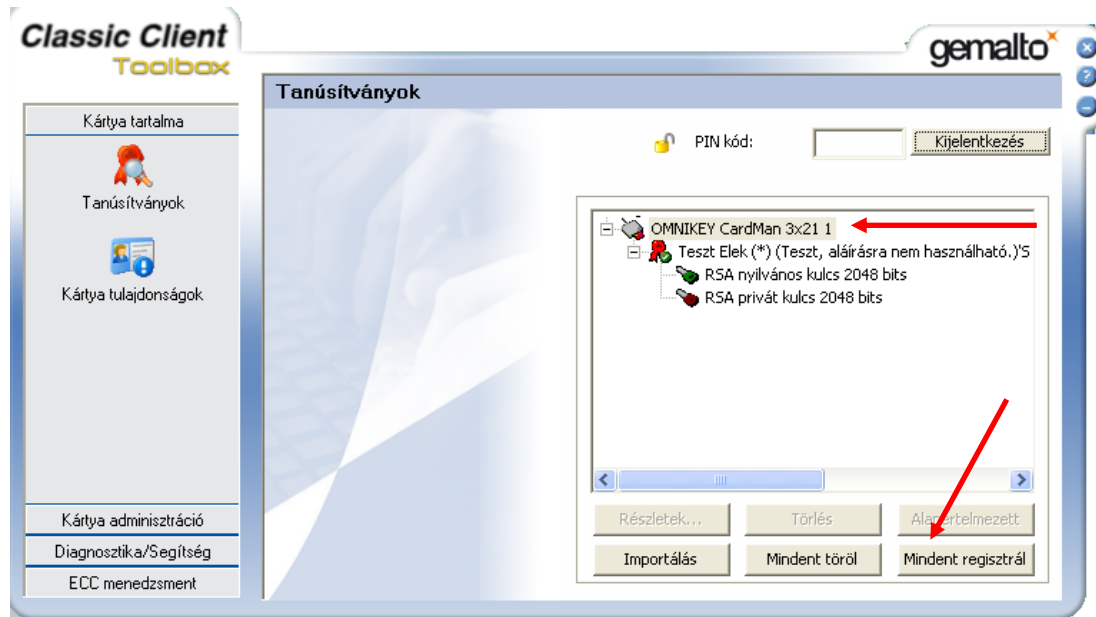 Classic Client
Toolbox
gemalto
Tanúsítványok
Kártya tartalma
Tanúsítványok
Kártya tulajdonságok
Kártya adminisztráció
Diagnosztika/Segítség
ECC menedzsment
PIN kód:
Kijelentkezés
OMNIKEY CardMan 3x21 1
Teszt Elek (*) (Teszt, aláírásra nem használható.)'S
RSA nyilvános kulcs 2048 bits
RSA privát kulcs 2048 bits
Részletek...
Törlés
Alapértelmezett
Importálás
Mindent töröl
Mindent regisztrál